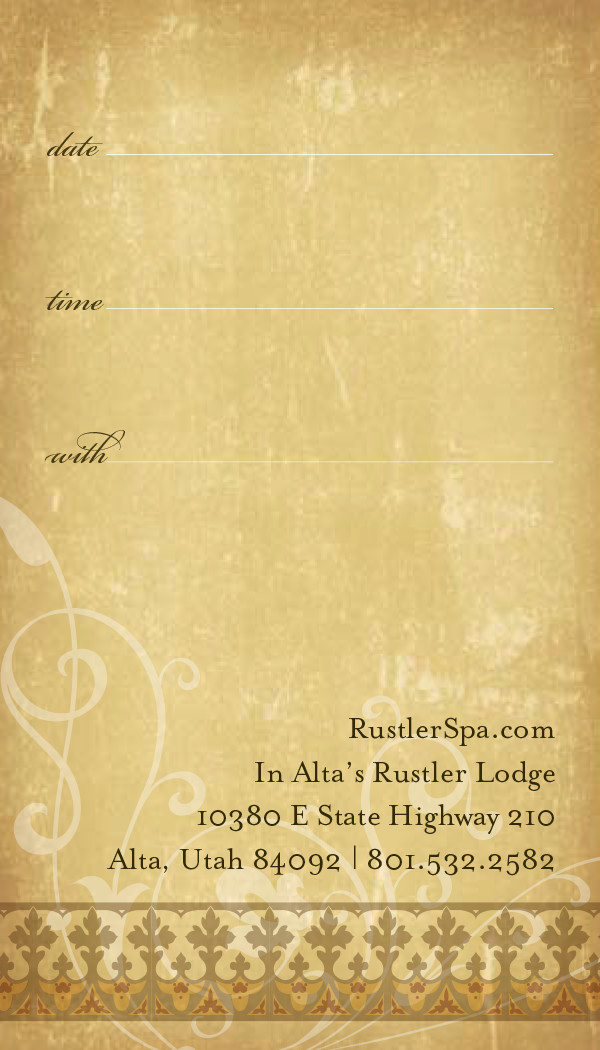 date
time
with
RustlerSpa.com
In Alta’s Rustler Lodge
10380 E State Highway 210
Alta, Utah 84092 | 801.532.2582